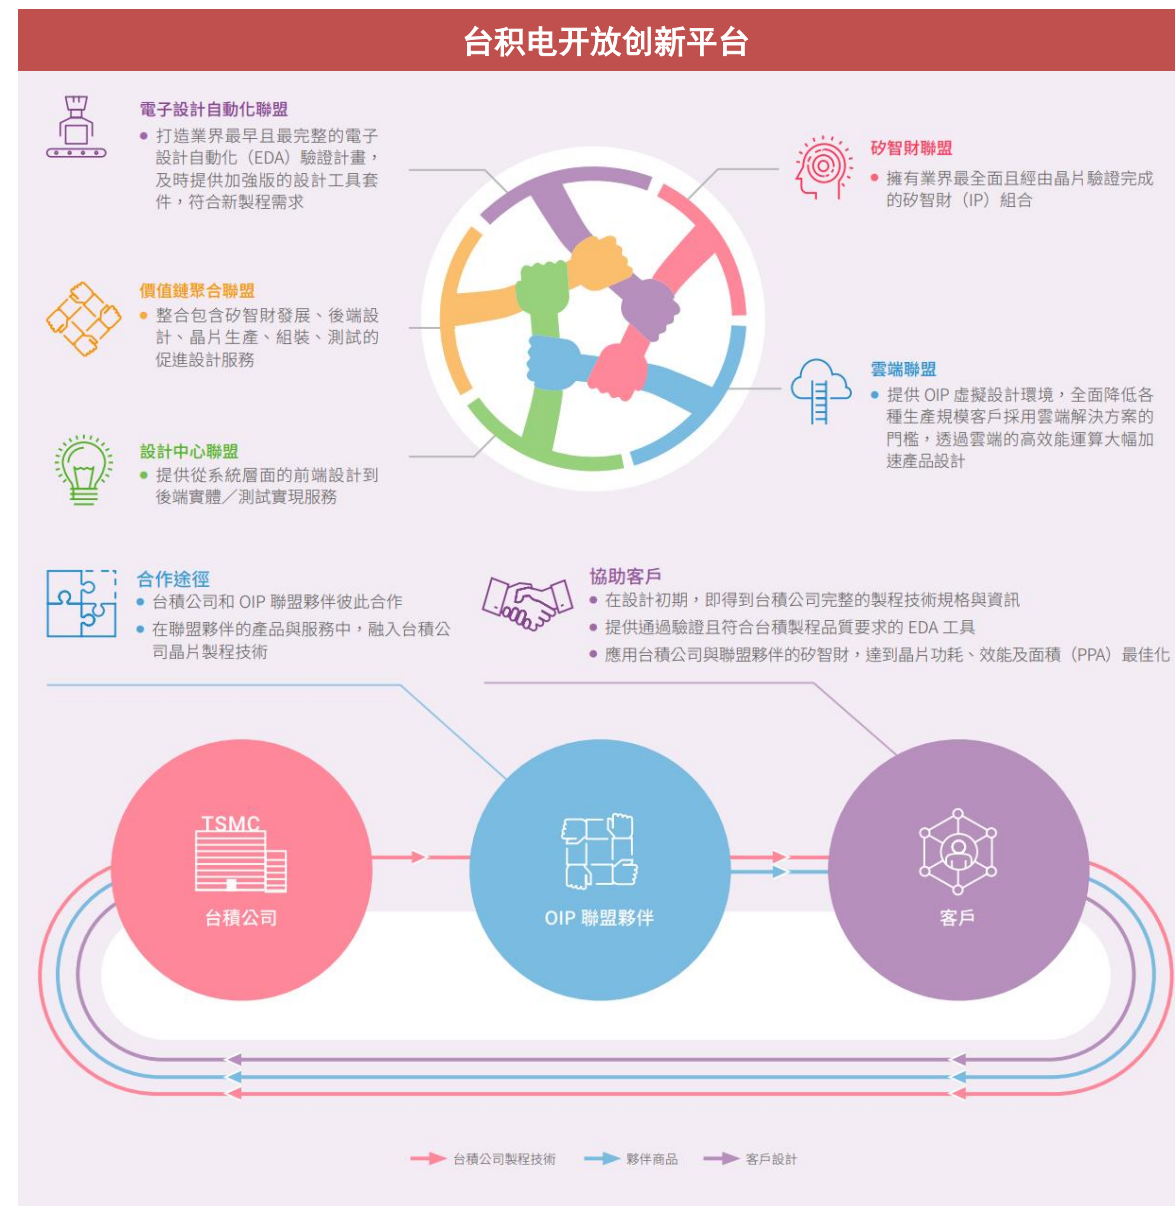 台积电开放创新平台
電子設計自動化聯盟
打造業界最早且最完整的電子
設計自動化（EDA）驗證計畫，
及時提供加強版的設計工具套
件，符合新製程需求
矽智財聯盟
擁有業界最全面且經由晶片驗證完成
的矽智財（IP）組合
價值鏈聚合聯盟
整合包含矽智財發展、後端設
計、晶片生產、組裝、測試的
促進設計服務
雲端聯盟
提供 OIP 虛擬設計環境，全面降低各
種生產規模客戶採用雲端解決方案的
門檻，透過雲端的高效能運算大幅加
速產品設計
設計中心聯盟
提供從系統層面的前端設計到
後端實體／測試實現服務
合作途徑
台積公司和 OIP 聯盟夥伴彼此合作
在聯盟夥伴的產品與服務中，融入台積公
司晶片製程技術
協助客戶
在設計初期，即得到台積公司完整的製程技術規格與資訊
提供通過驗證且符合台積製程品質要求的 EDA 工具
應用台積公司與聯盟夥伴的矽智財，達到晶片功耗、效能及面積（PPA）最佳化
TSMC
台積公司
OIP 聯盟夥伴
客戶
台積公司製程技術
夥伴商品
客戶設計